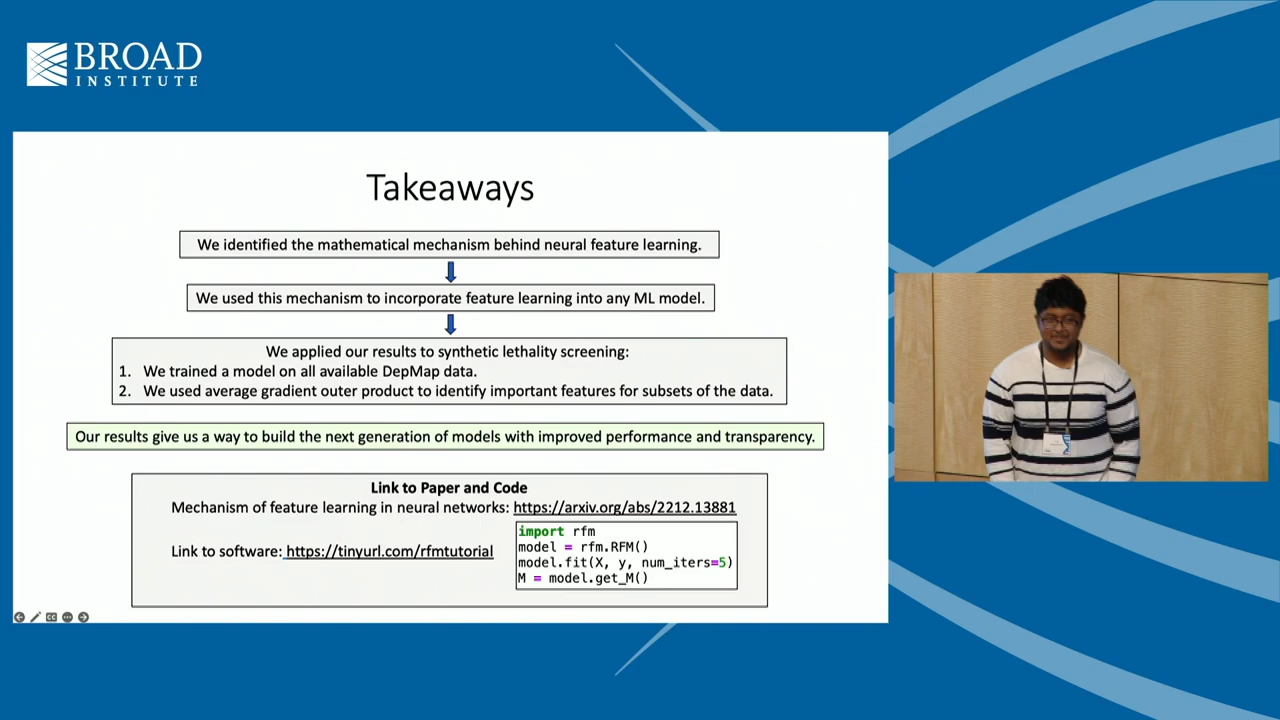 BROAD
INSTITUTE
Takeaways
We identified the mathematical mechanism behind neural feature learning.
We used this mechanism to incorporate feature learning into any ML model.
We applied our results to synthetic lethality screening:
1. We trained a model on all available DepMap data.
2. We used average gradient outer product to identify important features for subsets of the data.
Our results give us a way to build the next generation of models with improved performance and transparency.
Link to Paper and Code
Mechanism of feature learning in neural networks: https://arxiv.org/abs/2212.13881
Link to software: https://tinyurl.com/rfmtutorial
import rfm
model = rfm.RFM()
model.fit(X, y, num_iters=5)
M = model.get_M()